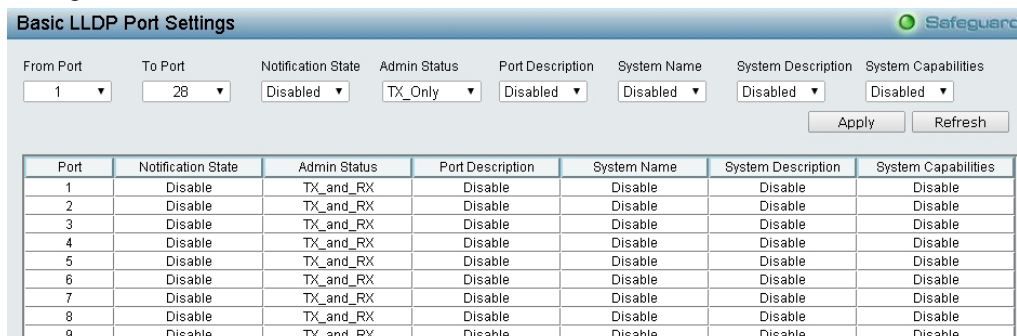 Basic LLDP Port Settings Safeguard
From Port To Port Notification State Admin Status Port Description System Name System Description System Capabilities
1 28 Disabled TX_Only Disabled Disabled Disabled Disabled
Apply Refresh
Port Notification State Admin Status Port Description System Name System Description System Capabilities
1 Disable TX_and_RX Disable Disable Disable Disable
2 Disable TX_and_RX Disable Disable Disable Disable
3 Disable TX_and_RX Disable Disable Disable Disable
4 Disable TX_and_RX Disable Disable Disable Disable
5 Disable TX_and_RX Disable Disable Disable Disable
6 Disable TX_and_RX Disable Disable Disable Disable
7 Disable TX_and_RX Disable Disable Disable Disable
8 Disable TX_and_RX Disable Disable Disable Disable
9 Disable TX_and_RX Disable Disable Disable Disable